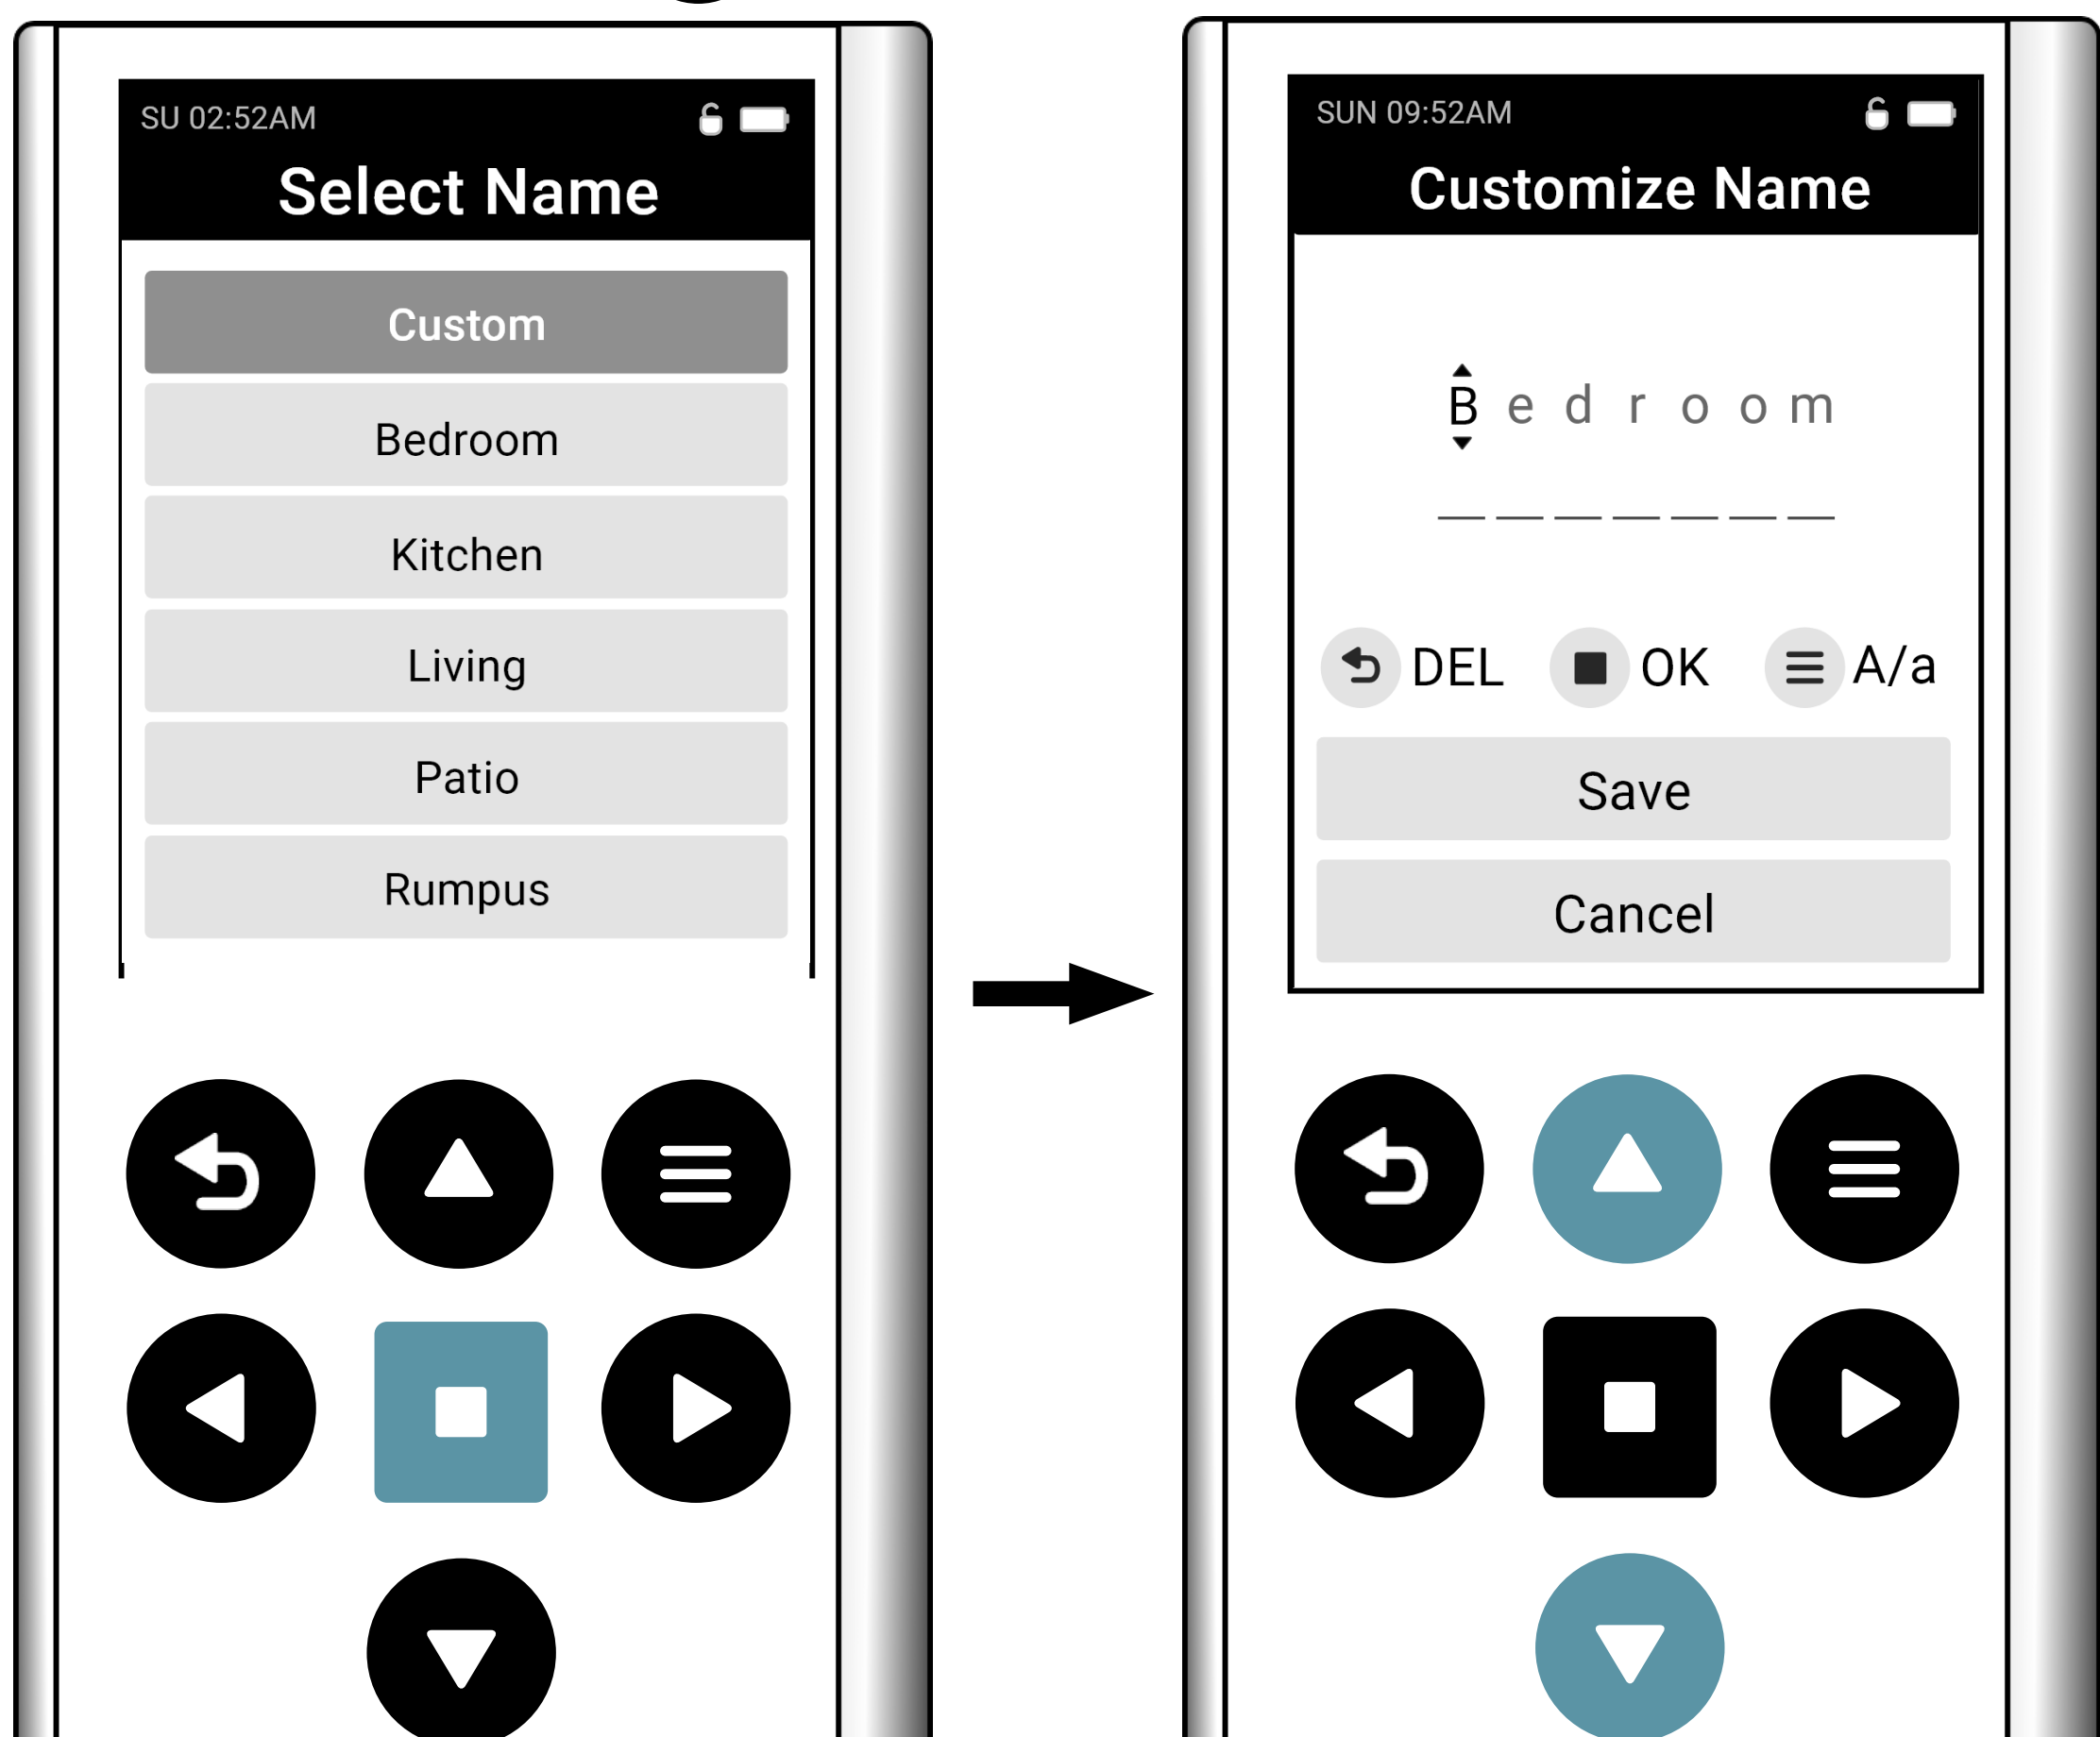 SU 02:52AM
Select Name
Custom
Bedroom
Kitchen
Living
Patio
Rumpus
SUN 09:52AM
Customize Name
B e d r o o m
DEL OK A/a
Save
Cancel